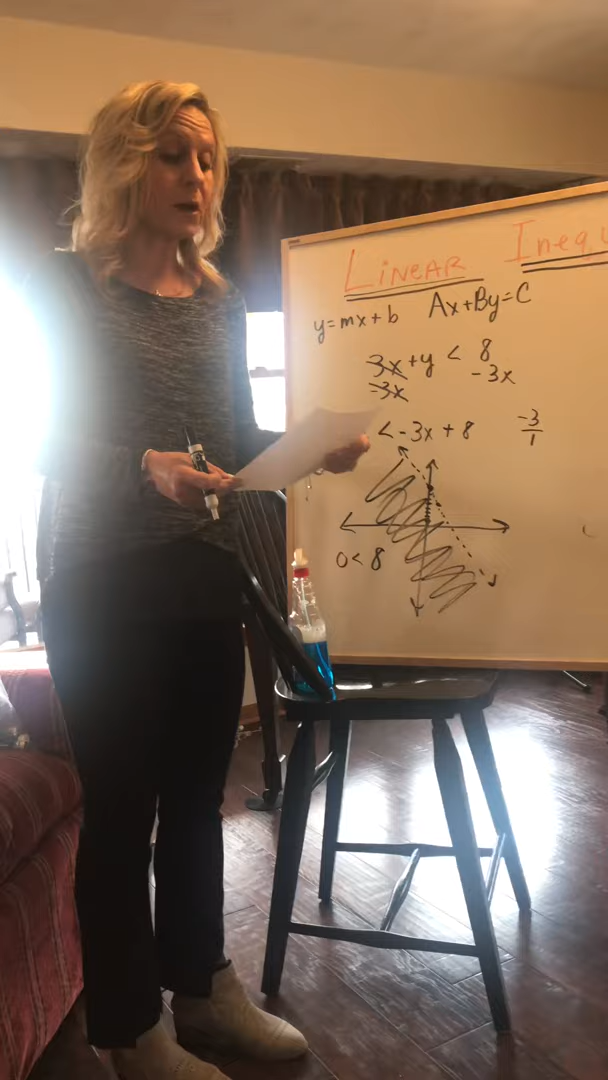 LINEAR Inequ
y=mx+b Ax+By=C
3x+y < 8
-3x -3x
< -3x + 8 -3/1
0 < 8